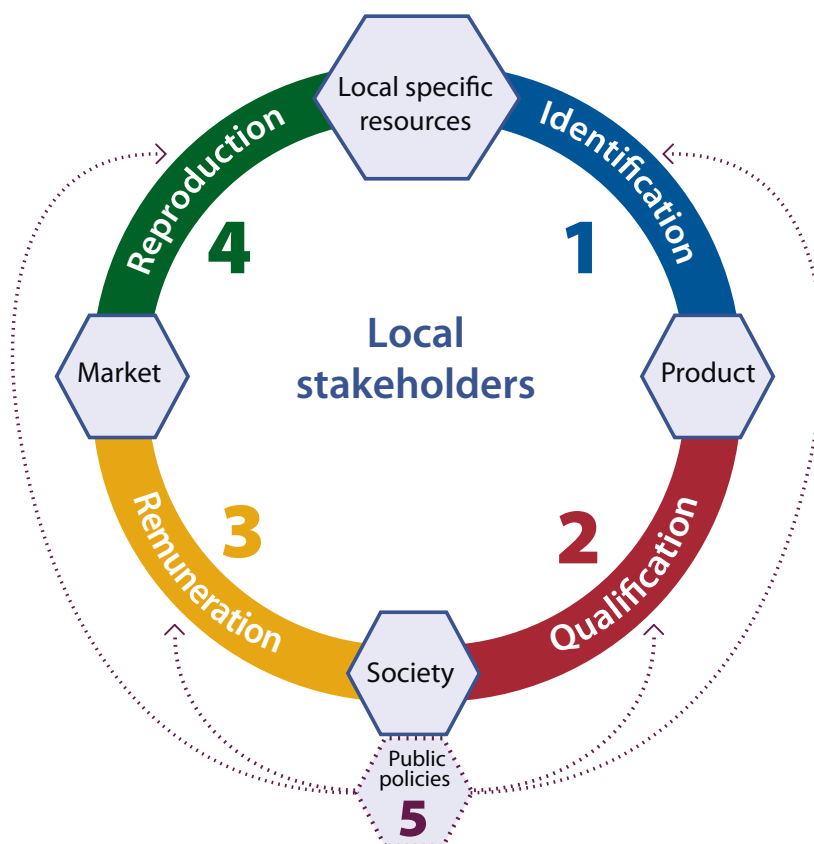 Local specific
resources
Identification
1
Product
Qualification
2
Society
Remuneration
3
Market
Reproduction
4
Local
stakeholders
Public
policies
5